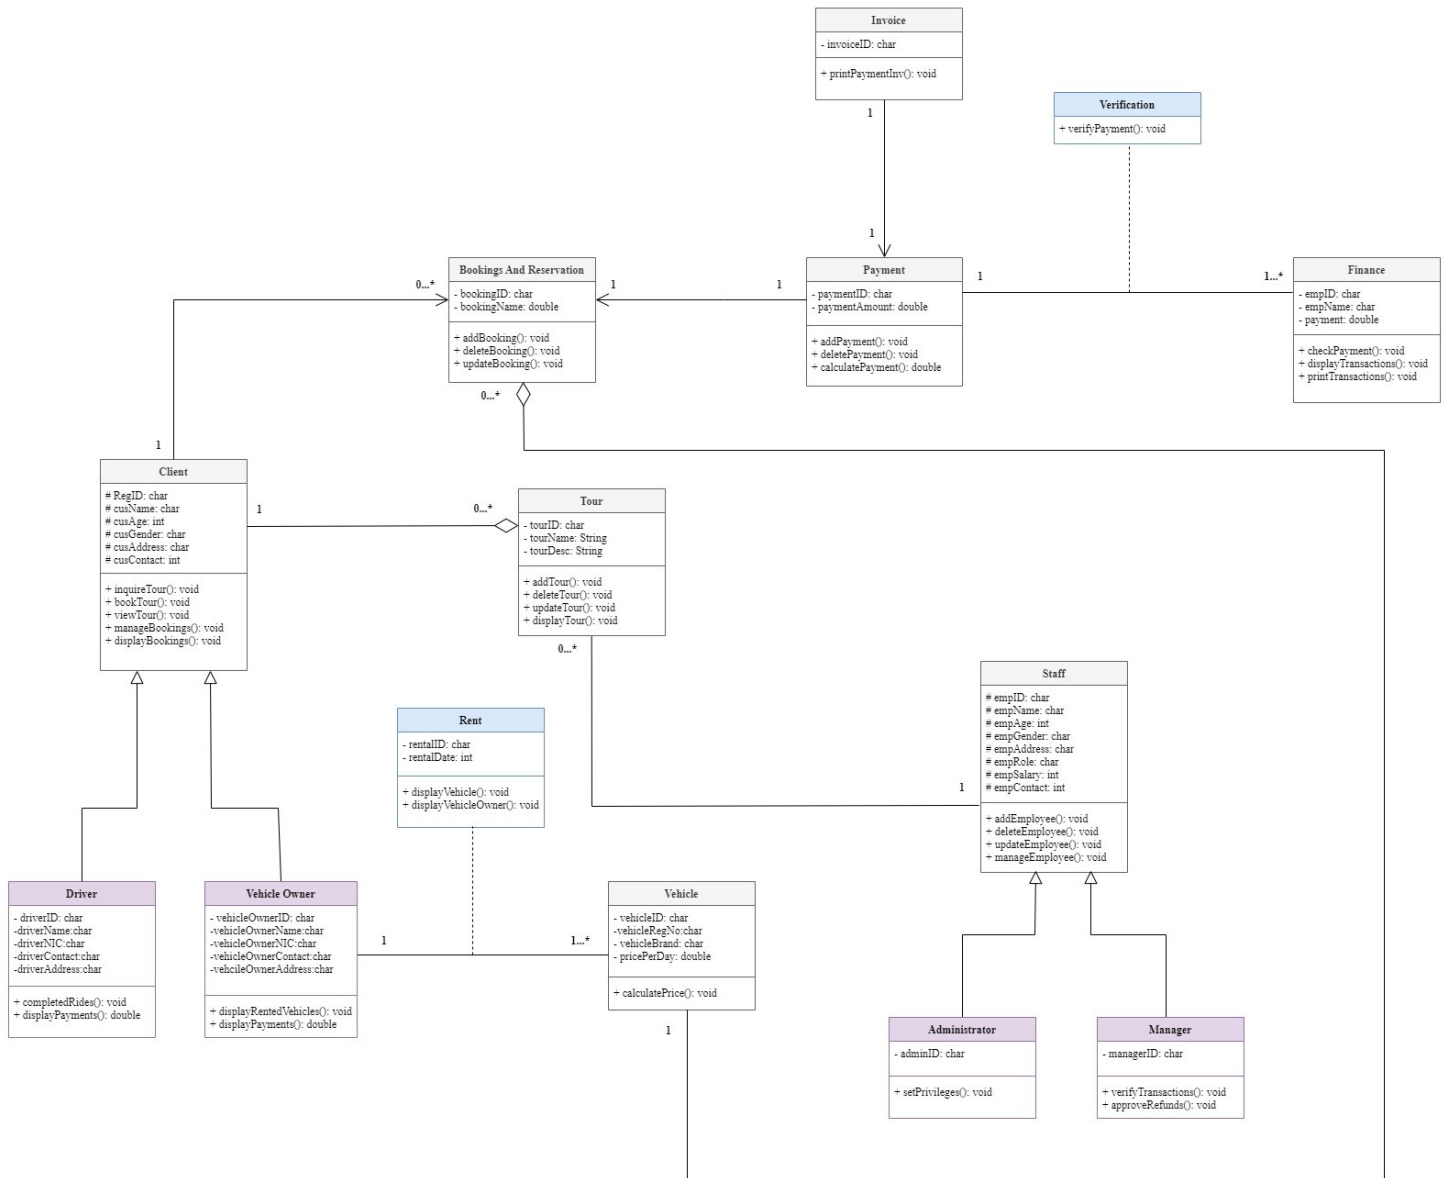 Invoice
- invoiceID: char
+ printPaymentInv(): void
1
1
Verification
+ verifyPayment(): void
Bookings And Reservation
- bookingID: char
- bookingName: double
+ addBooking(): void
+ deleteBooking(): void
+ updateBooking(): void
0...*
1
1
0...*
Payment
- paymentID: char
- paymentAmount: double
+ addPayment(): void
+ deletePayment(): void
+ calculatePayment(): double
1
1...*
Finance
- empID: char
- empName: char
- payment: double
+ checkPayment(): void
+ displayTransactions(): void
+ printTransactions(): void
1
Client
# RegID: char
# cusName: char
# cusAge: int
# cusGender: char
# cusAddress: char
# cusContact: int
+ inquireTour(): void
+ bookTour(): void
+ viewTour(): void
+ manageBookings(): void
+ displayBookings(): void
1
0...*
Tour
- tourID: char
- tourName: String
- tourDesc: String
+ addTour(): void
+ deleteTour(): void
+ updateTour(): void
+ displayTour(): void
0...*
Staff
# empID: char
# empName: char
# empAge: int
# empGender: char
# empAddress: char
# empRole: char
# empSalary: int
# empContact: int
+ addEmployee(): void
+ deleteEmployee(): void
+ updateEmployee(): void
+ manageEmployee(): void
1
Rent
- rentalID: char
- rentalDate: int
+ displayVehicle(): void
+ displayVehicleOwner(): void
Driver
- driverID: char
-driverName:char
-driverNIC:char
-driverContact:char
-driverAddress:char
+ completedRides(): void
+ displayPayments(): double
Vehicle Owner
- vehicleOwnerID: char
-vehicleOwnerName:char
-vehicleOwnerNIC:char
-vehicleOwnerContact:char
-vehcileOwnerAddress:char
+ displayRentedVehicles(): void
+ displayPayments(): double
1
1...*
Vehicle
- vehicleID: char
-vehicleRegNo:char
- vehicleBrand: char
- pricePerDay: double
+ calculatePrice(): void
1
Administrator
- adminID: char
+ setPrivileges(): void
Manager
- managerID: char
+ verifyTransactions(): void
+ approveRefunds(): void